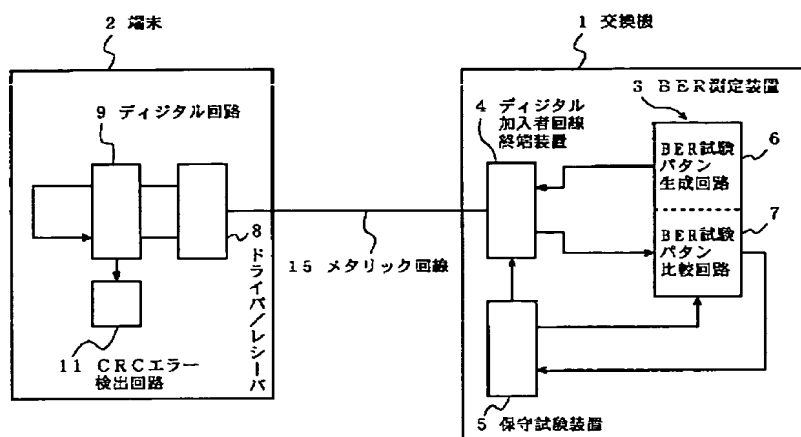 2 端末
1 交換機
9 ディジタル回路
8 ドライバ/レシーバ
11 CRCエラー
検出回路
15 メタリック回線
4 ディジタル
加入者回線
終端装置
3 BER測定装置
BER試験
パタン
生成回路
6
BER試験
パタン
比較回路
7
5 保守試験装置